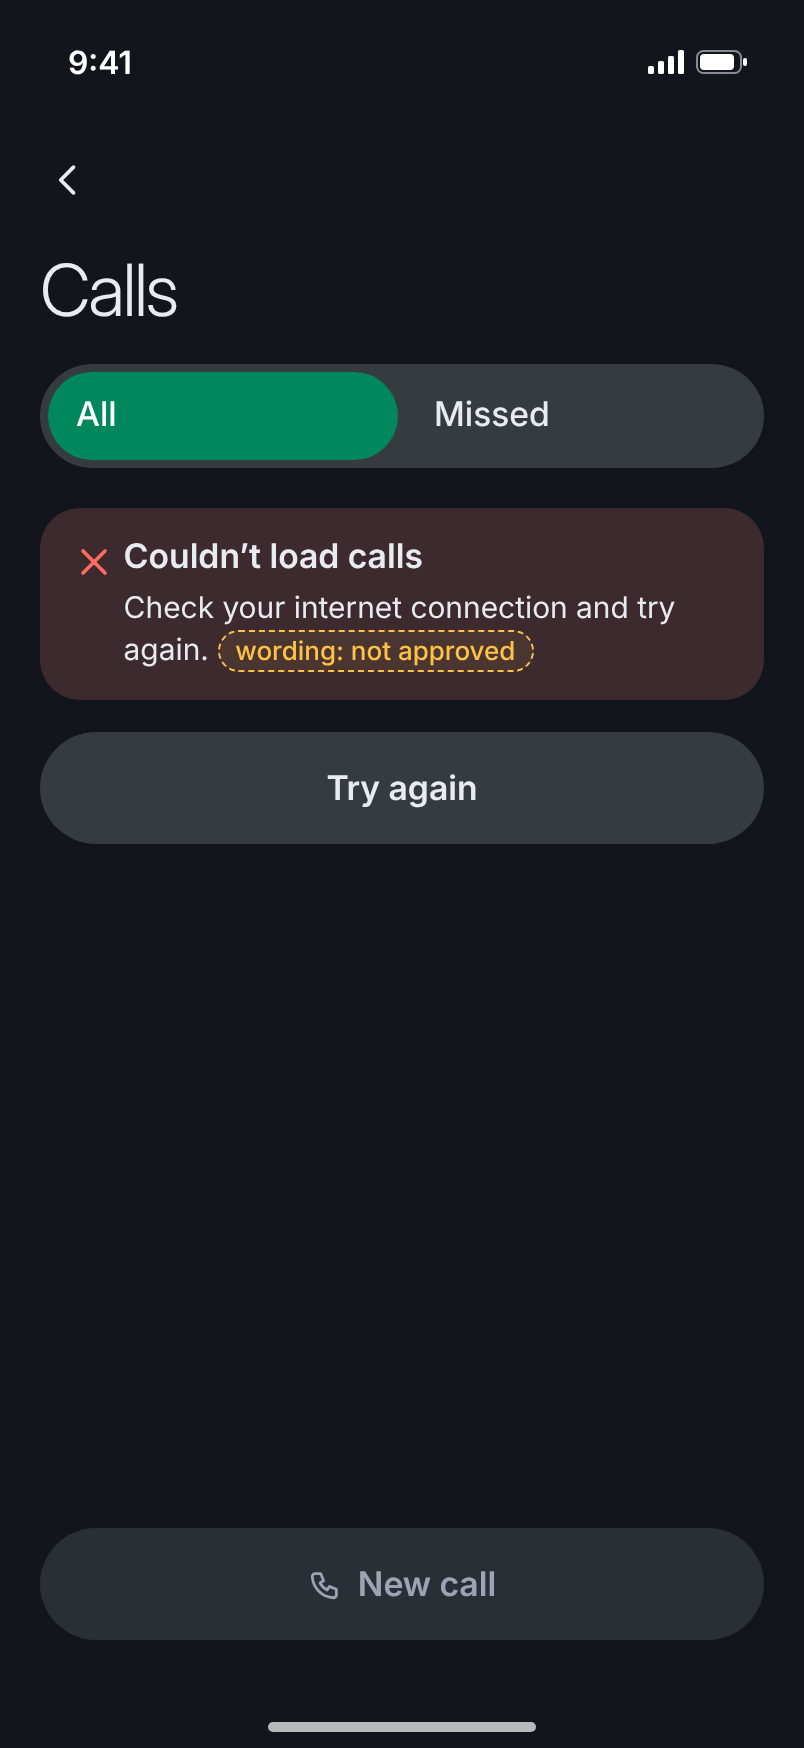 9:41
Calls
All
Missed
Couldn’t load calls
Check your internet connection and try
again. wording: not approved
Try again
New call